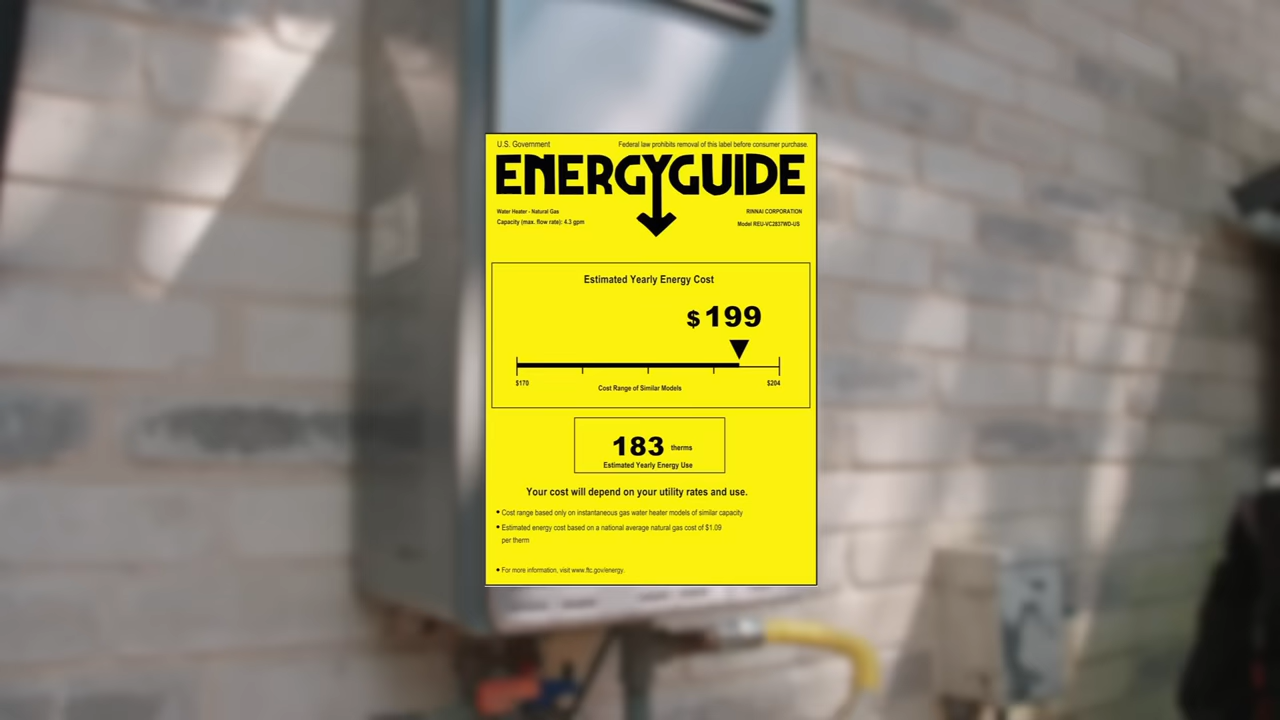 U.S. Government Federal law prohibits removal of this label before consumer purchase.
ENERGYGUIDE
Water Heater - Natural Gas RINNAI CORPORATION
Capacity (max. flow rate): 4.3 gpm Model REU-VC2837WD-US
Estimated Yearly Energy Cost
$199
$170 $204
Cost Range of Similar Models
183 therms
Estimated Yearly Energy Use
Your cost will depend on your utility rates and use.
• Cost range based only on instantaneous gas water heater models of similar capacity
• Estimated energy cost based on a national average natural gas cost of $1.09
per therm
• For more information, visit www.ftc.gov/energy.